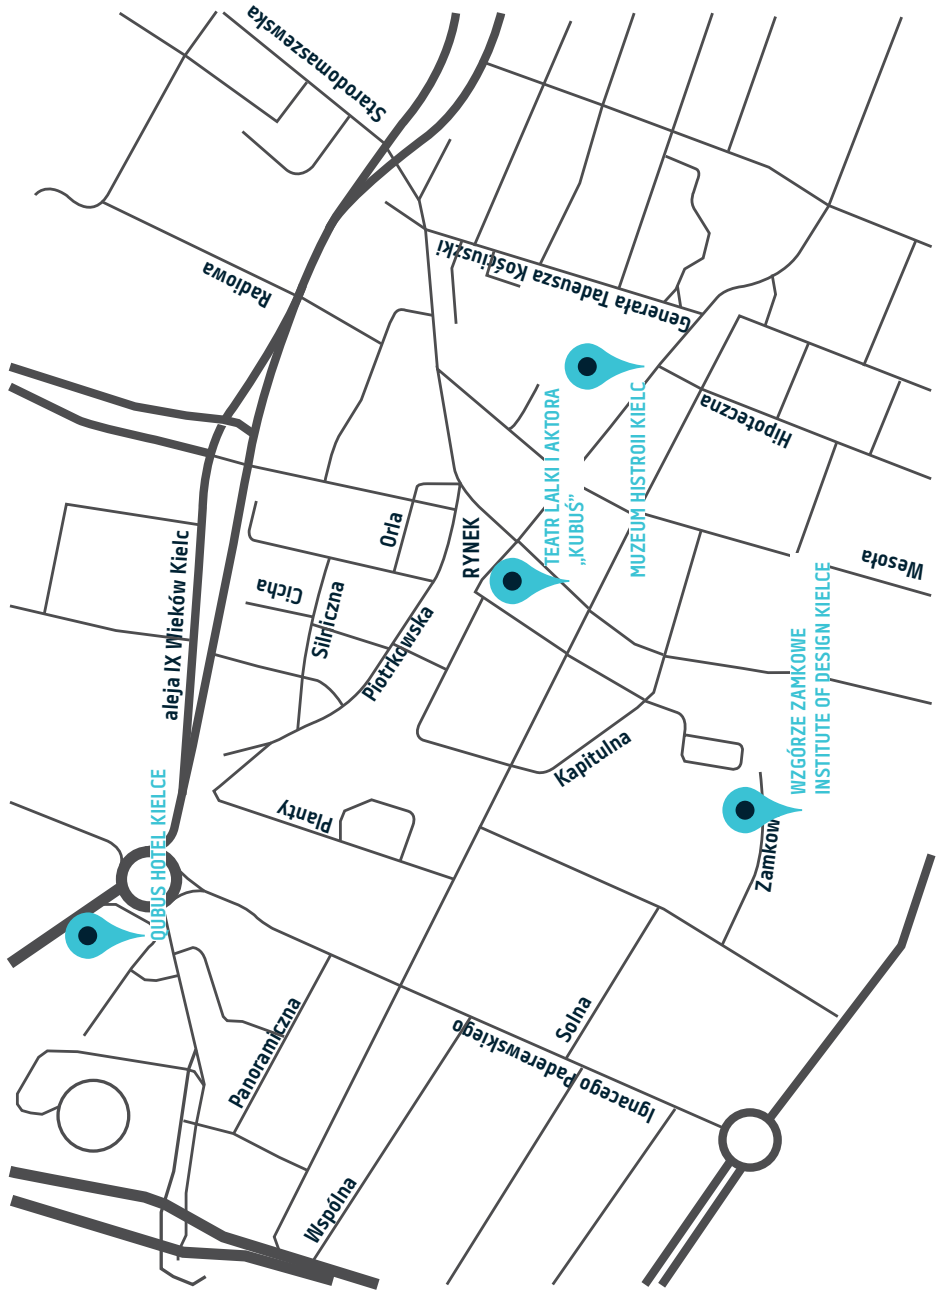 Starodomaszewska
Radiowa
Generała Tadeusza Kościuszki
Hipoteczna
MUZEUM HISTROII KIELC
TEATR LALKI I AKTORA
„KUBUŚ”
RYNEK
Orla
Wesoła
Cicha
Silniczna
aleja IX Wieków Kielc
Piotrkowska
WZGÓRZE ZAMKOWE
INSTITUTE OF DESIGN KIELCE
Kapitulna
Planty
Zamkow
QUBUS HOTEL KIELCE
Panoramiczna
Solna
Ignacego Paderewskiego
Wspólna